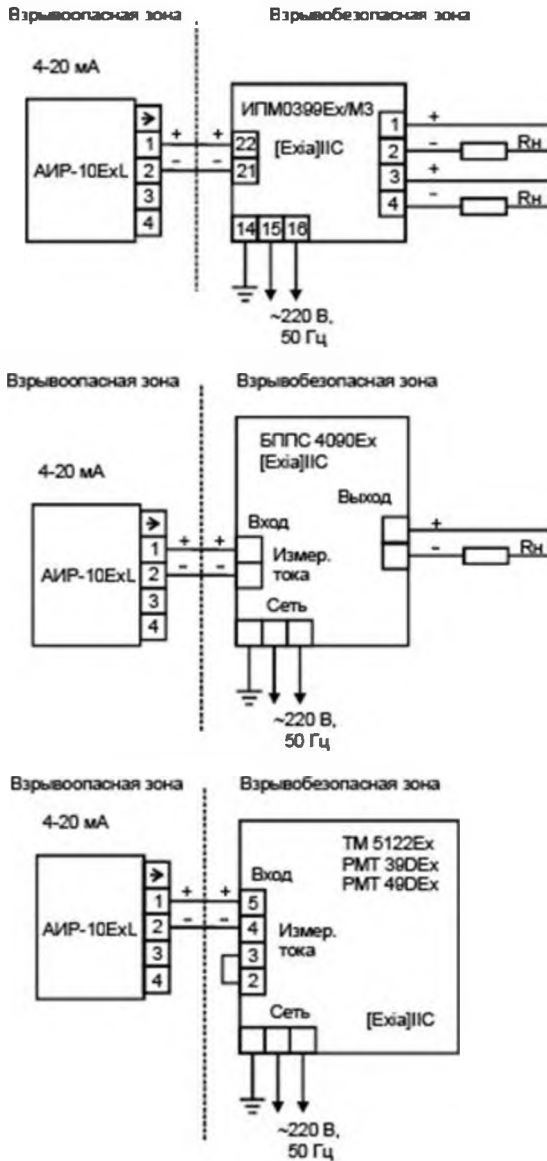 Взрывоопасная зона Взрывобезопасная зона
4-20 мА
АИР-10ExL
1
2
3
4
+ +
- -
ИПМ0399Ex/М3
[Exia]IIC
22
21
1
2
3
4
+
- Rн
+
- Rн
14 15 16
~220 В,
50 Гц
Взрывоопасная зона Взрывобезопасная зона
4-20 мА
АИР-10ExL
1
2
3
4
+ +
- -
БППС 4090Ex
[Exia]IIC
Выход
Вход
Измер.
тока
+
- Rн
Сеть
~220 В,
50 Гц
Взрывоопасная зона Взрывобезопасная зона
4-20 мА
АИР-10ExL
1
2
3
4
+ +
- -
ТМ 5122Ex
РМТ 39DEx
РМТ 49DEx
Вход
5
4
3
2
Измер.
тока
Сеть
[Exia]IIC
~220 В,
50 Гц